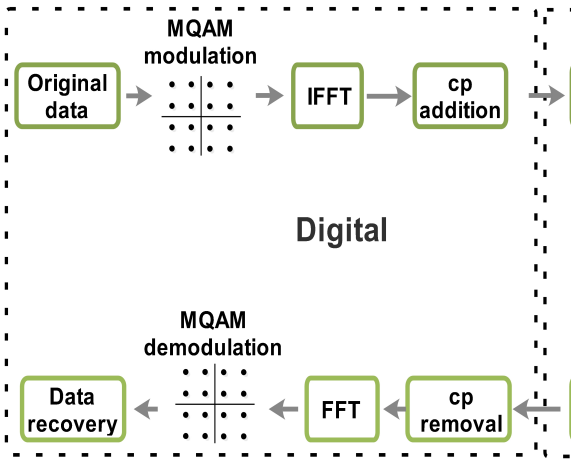 MQAM
modulation
Original
data
IFFT
cp
addition
Digital
MQAM
demodulation
Data
recovery
FFT
cp
removal